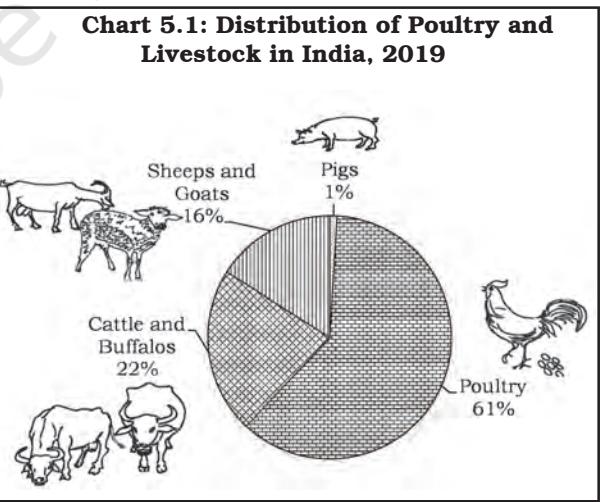 Chart 5.1: Distribution of Poultry and
Livestock in India, 2019
Pigs
1%
Sheeps and
Goats
16%
Cattle and
Buffalos
22%
Poultry
61%